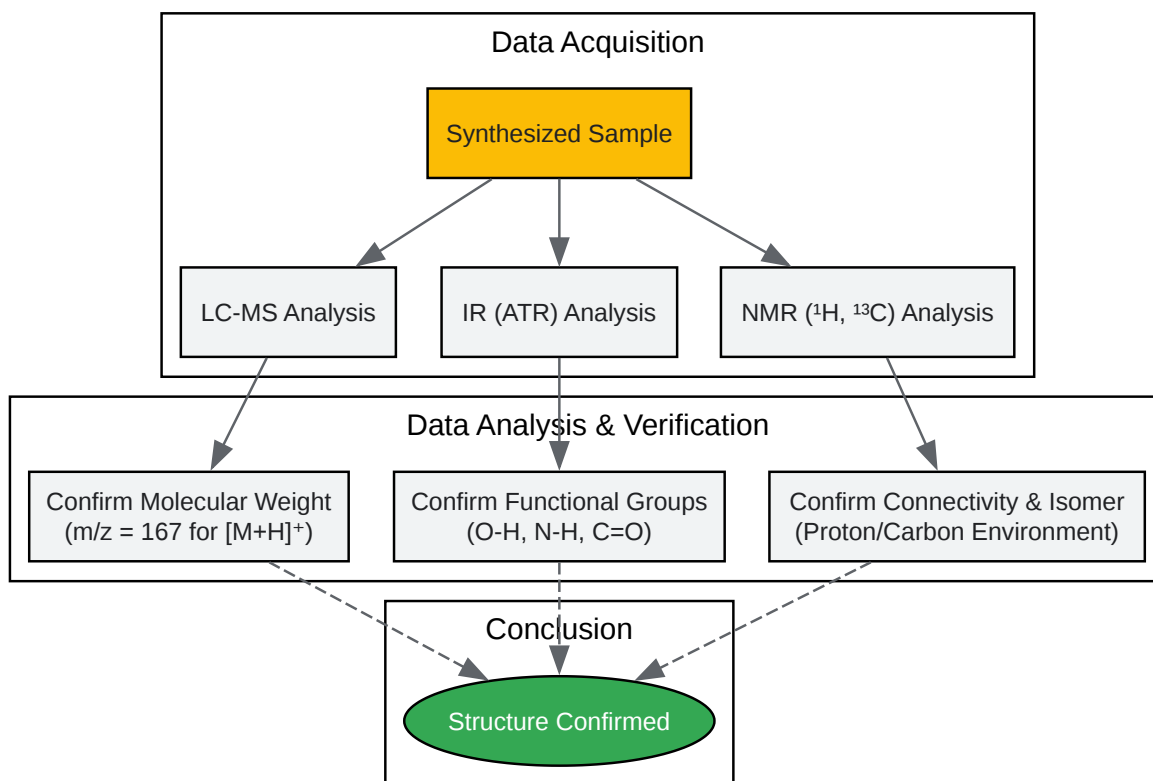 Data Acquisition
Synthesized Sample
LC-MS Analysis
IR (ATR) Analysis
NMR (¹H, ¹³C) Analysis
Data Analysis & Verification
Confirm Molecular Weight
(m/z = 167 for [M+H]⁺)
Confirm Functional Groups
(O-H, N-H, C=O)
Confirm Connectivity & Isomer
(Proton/Carbon Environment)
Conclusion
Structure Confirmed